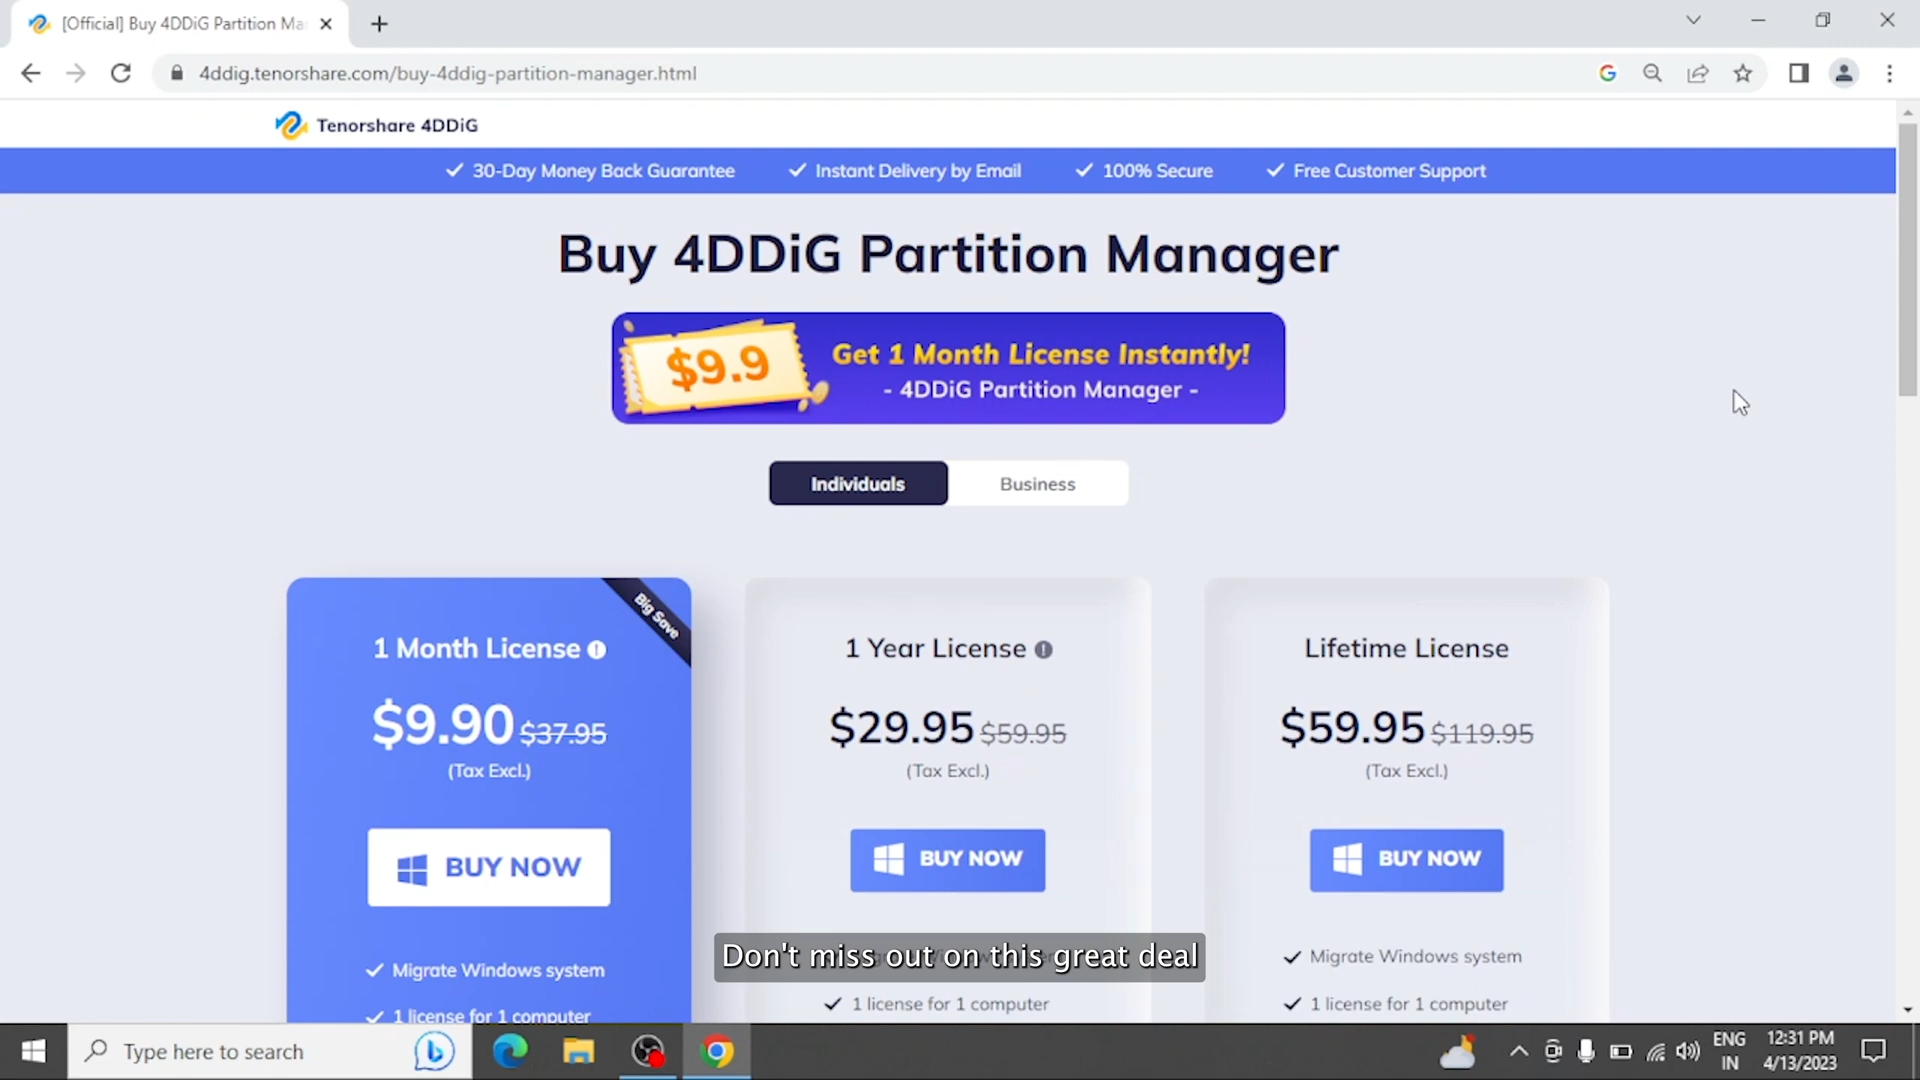 [Official] Buy 4DDiG Partition Ma
4ddig.tenorshare.com/buy-4ddig-partition-manager.html
Tenorshare 4DDiG
30-Day Money Back Guarantee
Instant Delivery by Email
100% Secure
Free Customer Support
Buy 4DDiG Partition Manager
$9.9
Get 1 Month License Instantly!
- 4DDiG Partition Manager -
Individuals
Business
Big Save
1 Month License
$9.90 $37.95
(Tax Excl.)
BUY NOW
Migrate Windows system
1 license for 1 computer
1 Year License
$29.95 $59.95
(Tax Excl.)
BUY NOW
1 license for 1 computer
Lifetime License
$59.95 $119.95
(Tax Excl.)
BUY NOW
Migrate Windows system
1 license for 1 computer
Don't miss out on this great deal
Type here to search
ENG
IN
12:31 PM
4/13/2023